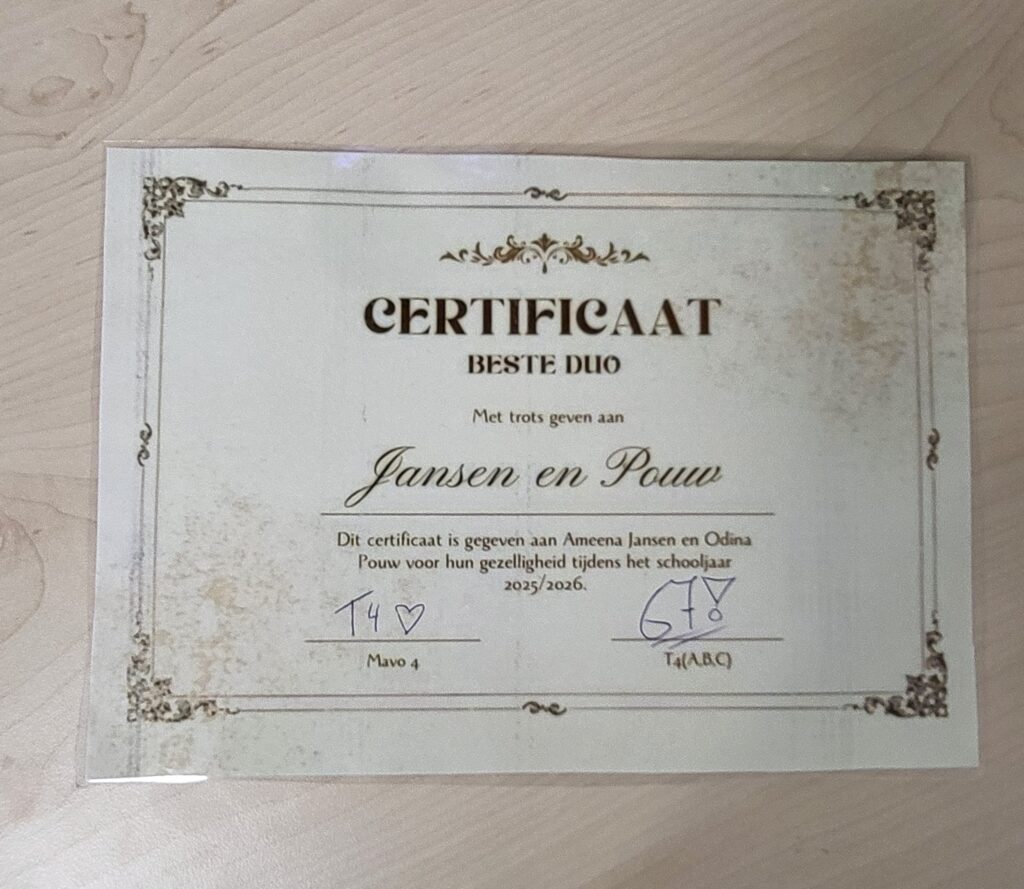 CERTIFICAAT
BESTE DUO
Met trots geven aan
Jansen en Pouw
Dit certificaat is gegeven aan Ameena Jansen en Odina
Pouw voor hun gezelligheid tijdens het schooljaar
2025/2026.
T4♡ 67!
Mavo 4 T4(A,B,C)